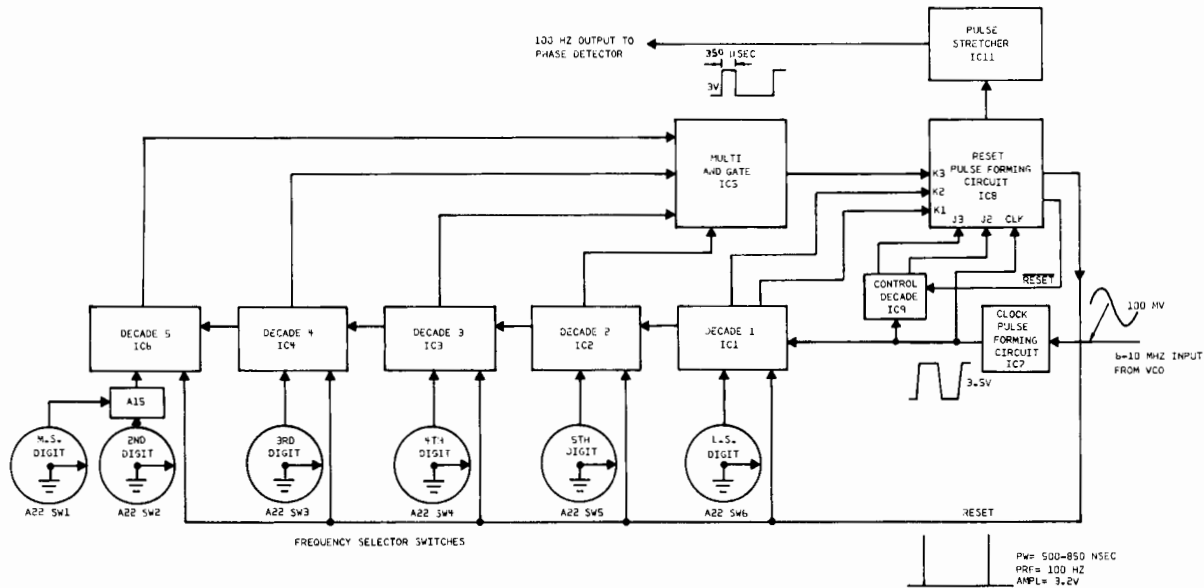 100 HZ OUTPUT TO
PHASE DETECTOR
PULSE
STRETCHER
IC11
350 μSEC
3V
MULTI
AND GATE
IC5
RESET
PULSE FORMING
CIRCUIT
IC8
K3
K2
K1
J3 J2 CLK
RESET
CONTROL
DECADE
IC9
CLOCK
PULSE
FORMING
CIRCUIT
IC7
100 MV
6-10 MHZ INPUT
FROM VCO
3.5V
DECADE 5
IC6
DECADE 4
IC4
DECADE 3
IC3
DECADE 2
IC2
DECADE 1
IC1
A15
M.S.
DIGIT
2ND
DIGIT
3RD
DIGIT
4TH
DIGIT
5TH
DIGIT
L.S.
DIGIT
A22 SW1
A22 SW2
A22 SW3
A22 SW4
A22 SW5
A22 SW6
RESET
FREQUENCY SELECTOR SWITCHES
PW= 500-850 NSEC
PRF= 100 HZ
AMPL= 3.2V